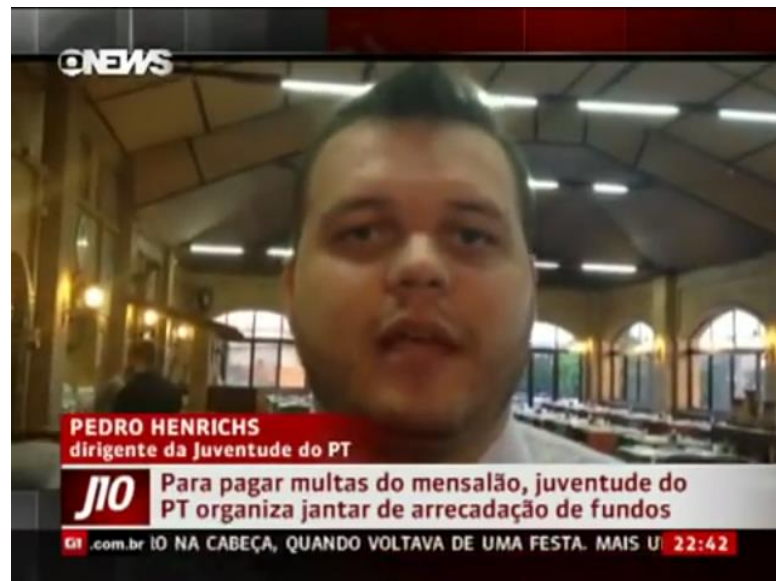 NEWS
PEDRO HENRICHS
dirigente da Juventude do PT
J10
Para pagar multas do mensalão, juventude do
PT organiza jantar de arrecadação de fundos
G1 .com.br NA CABEÇA, QUANDO VOLTAVA DE UMA FESTA. MAIS 22:42